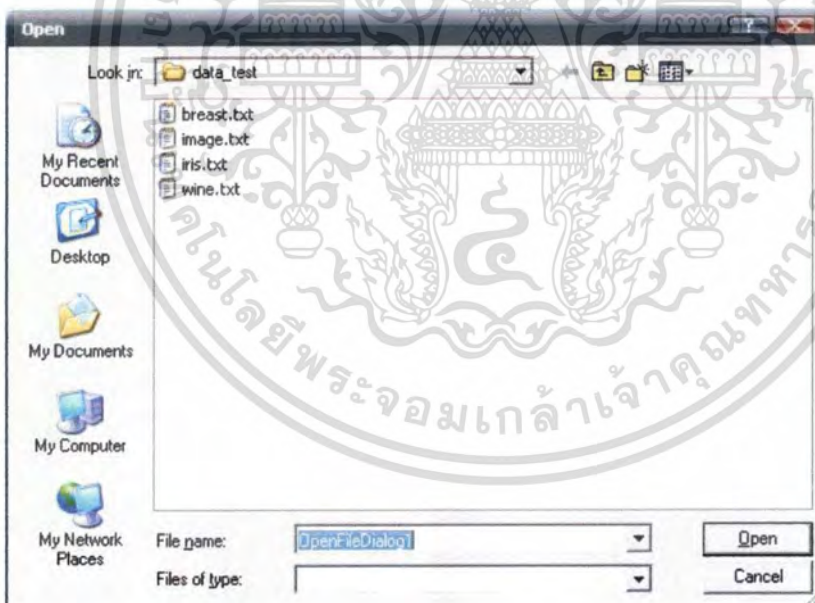 Open
Look in: data_test
breast.txt
image.txt
iris.txt
wine.txt
My Recent
Documents
Desktop
My Documents
My Computer
My Network
Places
File name: OpenFileDialog1
Open
Files of type:
Cancel
คโนโลยีพระจอมเกล้าเจ้าคุณทหาร